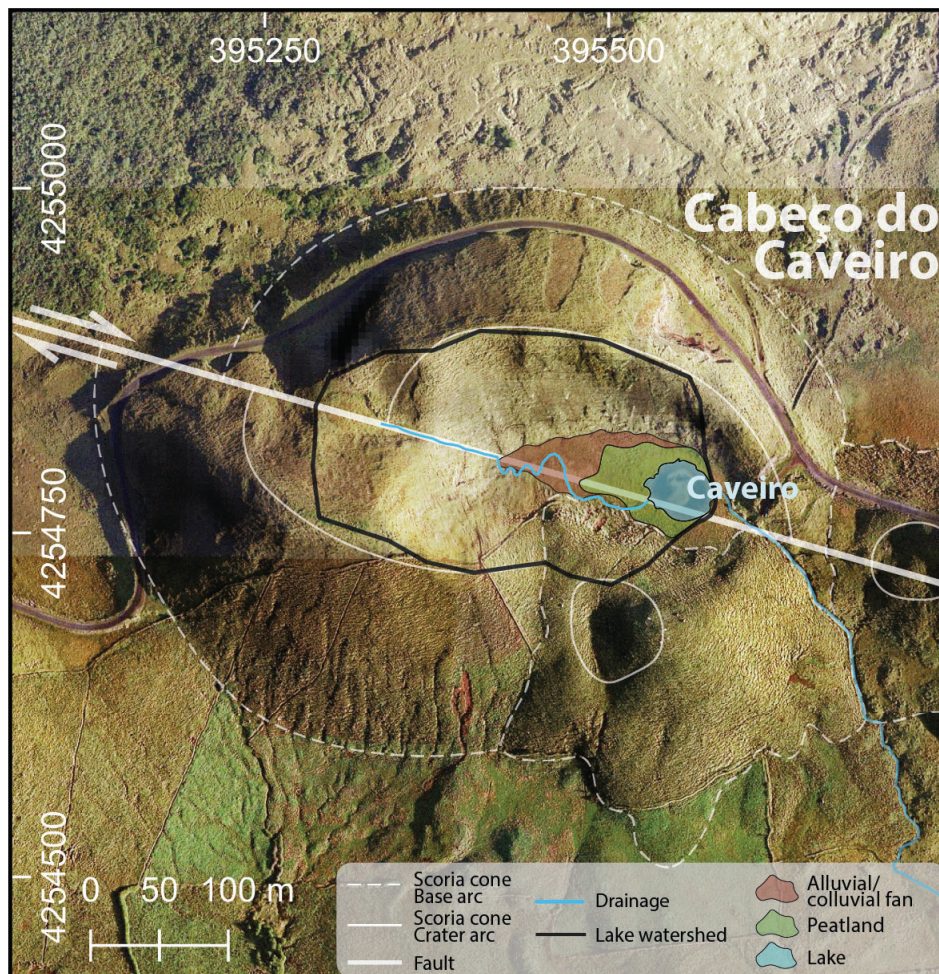 395250
395500
4255000
Cabeço do
Caveiro
4254750
Caveiro
4254500
0 50 100 m
Scoria cone
Base arc
Scoria cone
Crater arc
Fault
Drainage
Lake watershed
Alluvial/
colluvial fan
Peatland
Lake